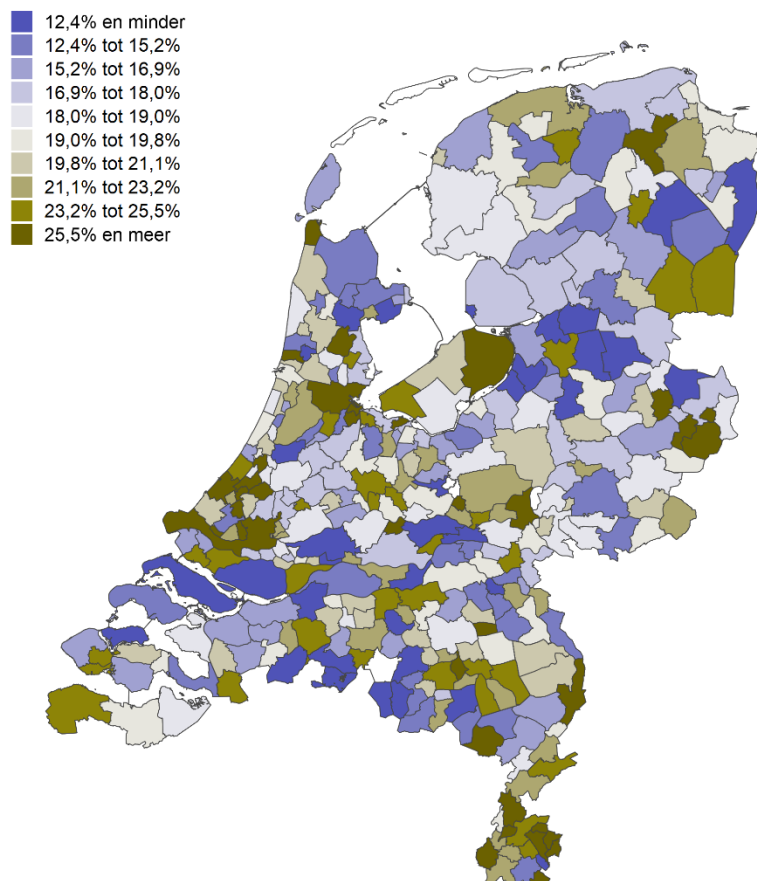 12,4% en minder
12,4% tot 15,2%
15,2% tot 16,9%
16,9% tot 18,0%
18,0% tot 19,0%
19,0% tot 19,8%
19,8% tot 21,1%
21,1% tot 23,2%
23,2% tot 25,5%
25,5% en meer